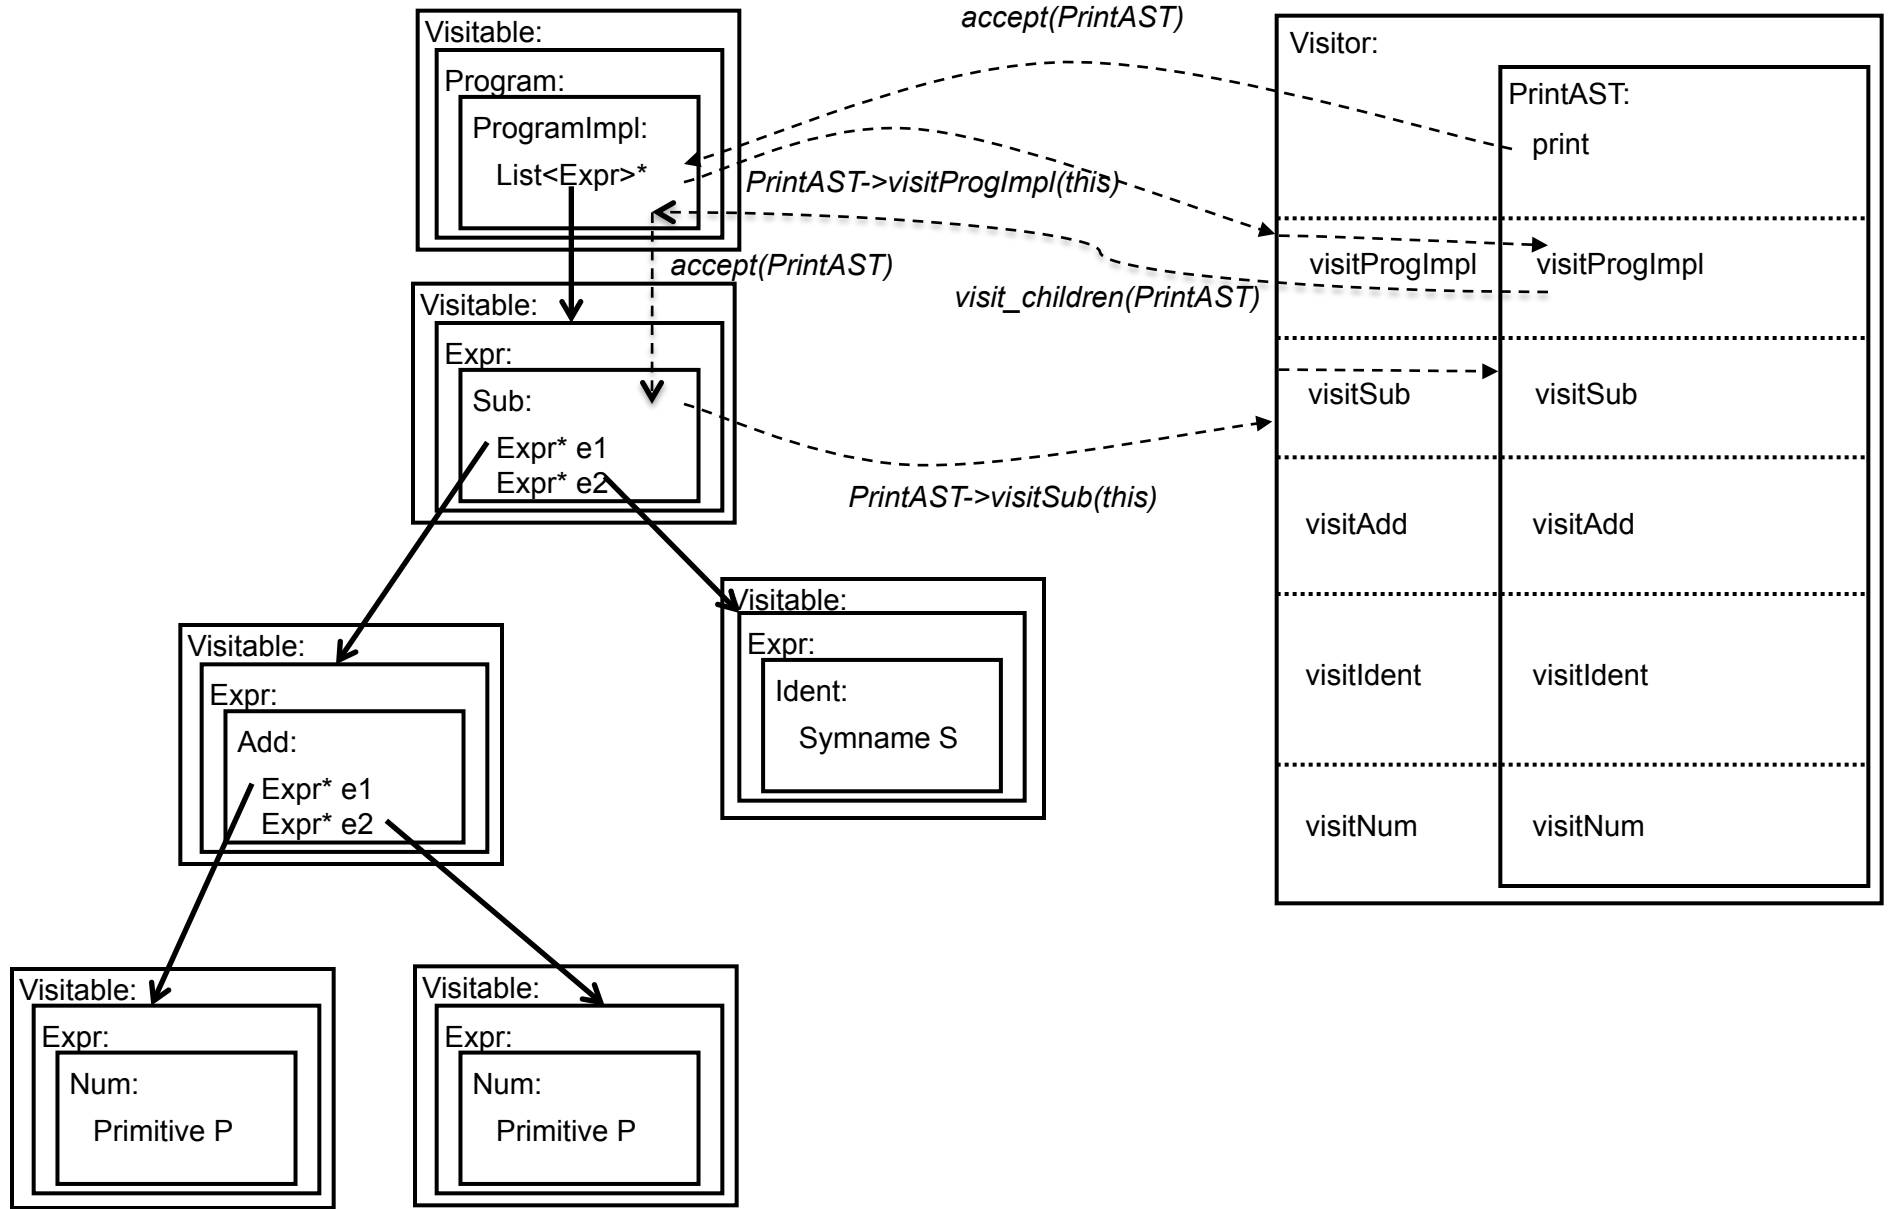 Visitable:
Program:
ProgramImpl:
List<Expr>*
accept(PrintAST)
PrintAST->visitProgImpl(this)
accept(PrintAST)
visit_children(PrintAST)
Visitable:
Expr:
Sub:
Expr* e1
Expr* e2
PrintAST->visitSub(this)
Visitable:
Expr:
Add:
Expr* e1
Expr* e2
Visitable:
Expr:
Ident:
Symname S
Visitable:
Expr:
Num:
Primitive P
Visitable:
Expr:
Num:
Primitive P
Visitor:
PrintAST:
print
visitProgImpl visitProgImpl
visitSub visitSub
visitAdd visitAdd
visitIdent visitIdent
visitNum visitNum